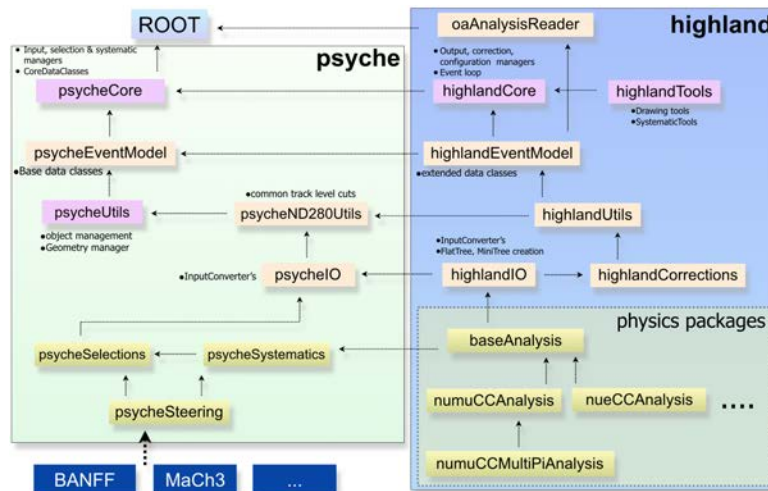 ROOT
oaAnalysisReader
highland
psyche
●Input, selection & systematic
managers
●CoreDataClasses
●Output, correction,
configuration managers
●Event loop
psycheCore
highlandCore
highlandTools
●Drawing tools
●SystematicTools
psycheEventModel
highlandEventModel
●Base data classes
●extended data classes
●common track level cuts
psycheUtils
psycheND280Utils
highlandUtils
●object management
●Geometry manager
●InputConverter's
●FlatTree, MiniTree creation
●InputConverter's
psycheIO
highlandIO
highlandCorrections
physics packages
baseAnalysis
psycheSelections
psycheSystematics
numuCCAnalysis
nueCCAnalysis
....
psycheSteering
numuCCMultiPiAnalysis
BANFF
MaCh3
...